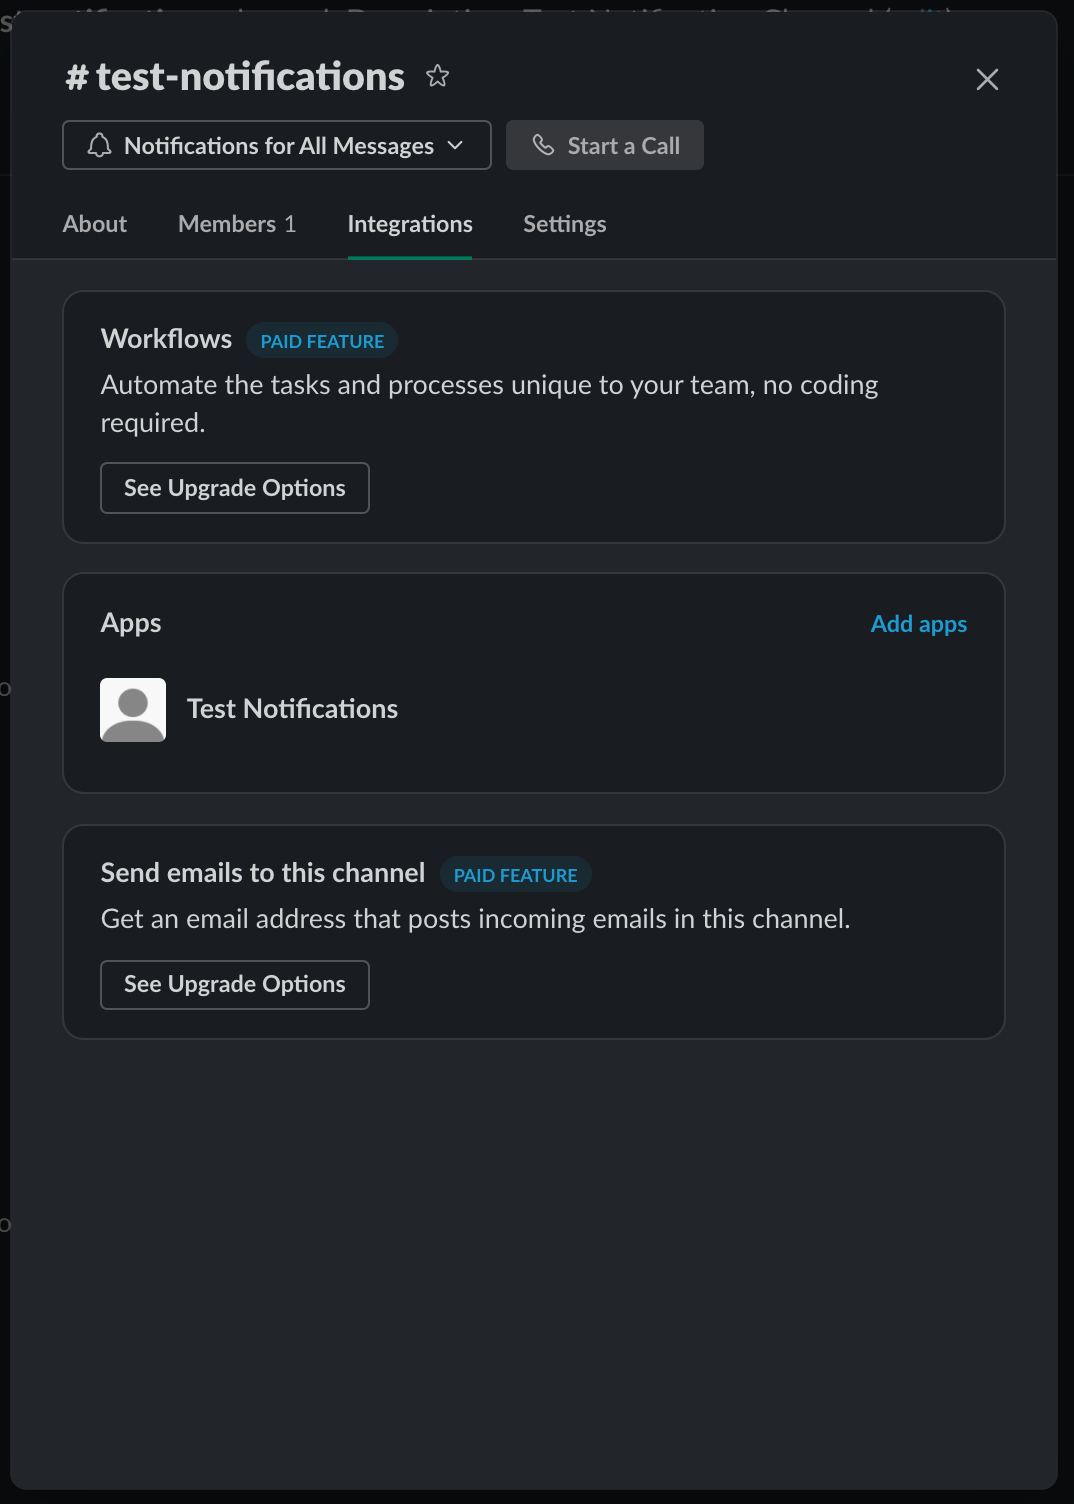 # test-notifications
Notifications for All Messages
Start a Call
About Members 1 Integrations Settings
Workflows PAID FEATURE
Automate the tasks and processes unique to your team, no coding
required.
See Upgrade Options
Apps Add apps
Test Notifications
Send emails to this channel PAID FEATURE
Get an email address that posts incoming emails in this channel.
See Upgrade Options